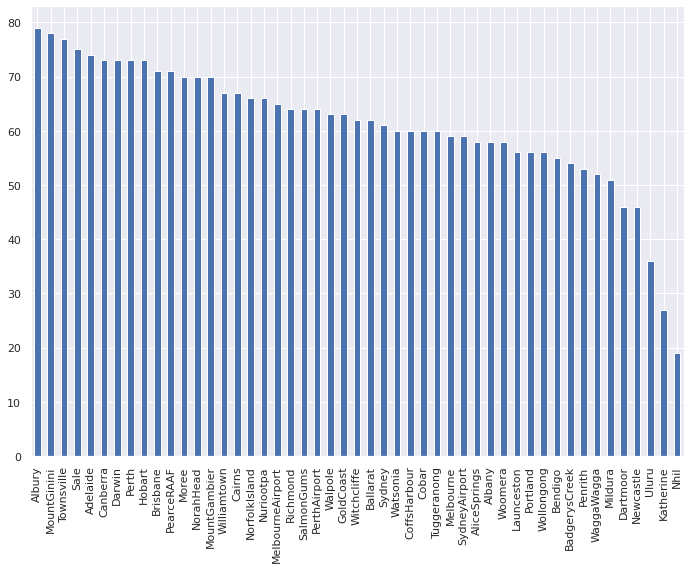 80
70
60
50
40
30
20
10
0
Albury
MountGinini
Townsville
Sale
Adelaide
Canberra
Darwin
Perth
Hobart
Brisbane
PearceRAAF
Moree
NorahHead
MountGambier
Williamtown
Cairns
NorfolkIsland
Nuriootpa
MelbourneAirport
Richmond
SalmonGums
PerthAirport
Walpole
GoldCoast
Witchcliffe
Ballarat
Sydney
Watsonia
CoffsHarbour
Cobar
Tuggeranong
Melbourne
SydneyAirport
AliceSprings
Albany
Woomera
Launceston
Portland
Wollongong
Bendigo
BadgerysCreek
Penrith
WaggaWagga
Mildura
Dartmoor
Newcastle
Uluru
Katherine
Nhil